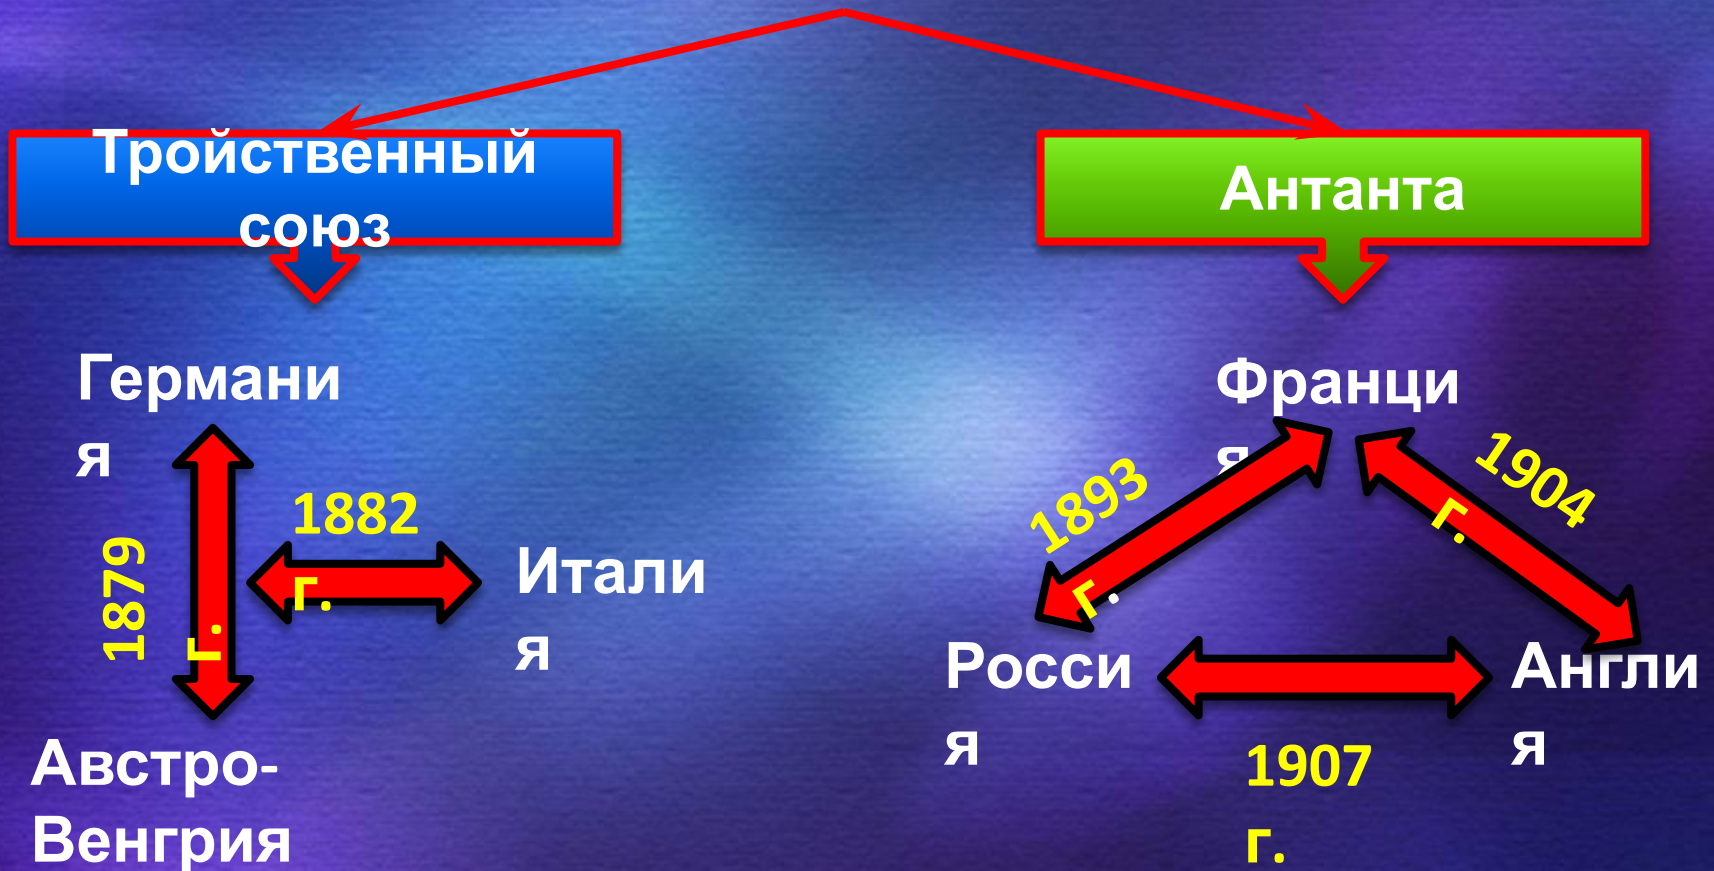 Тройственный
союз
Антанта
Германи
я
1879
г.
1882
г.
Итали
я
Австро-
Венгрия
Франци
я
1893
г.
1904
г.
Росси
я
Англи
я
1907
г.